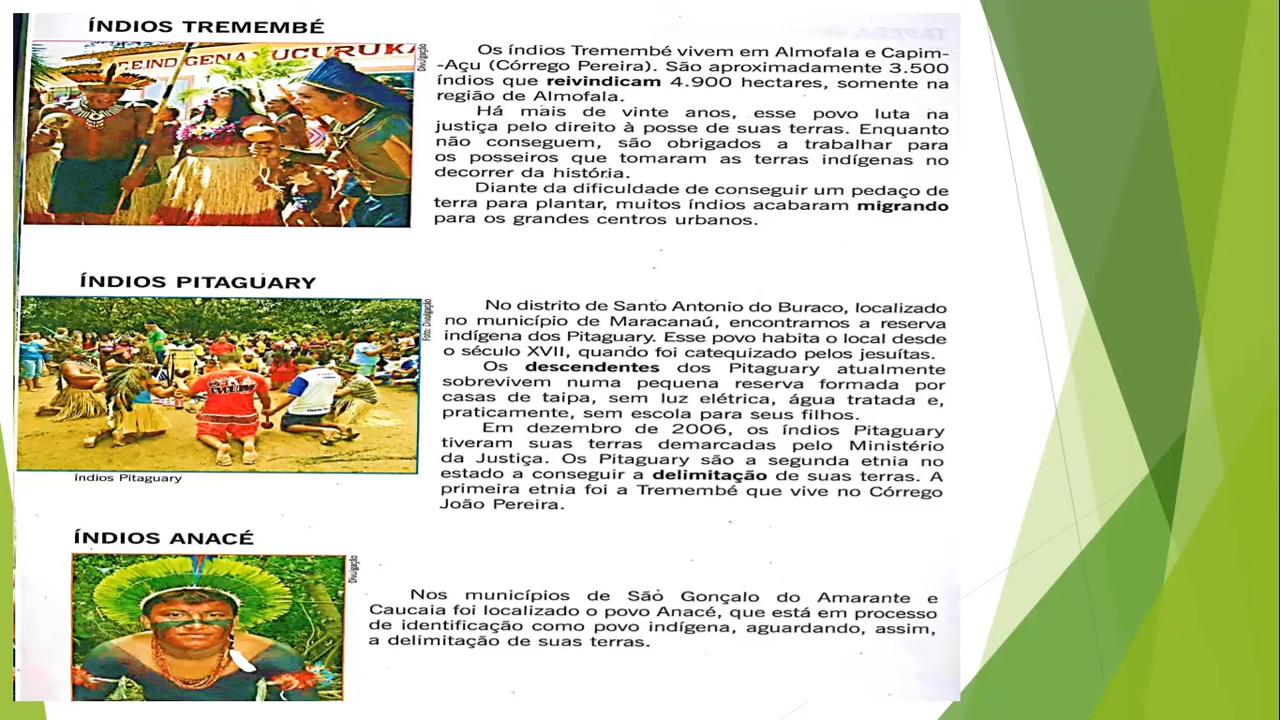 ÍNDIOS TREMEMBÉ
E.INDIGENA
UCURUKA
Divulgação
Os índios Tremembé vivem em Almofala e Capim-
-Açu (Córrego Pereira). São aproximadamente 3.500
índios que reivindicam 4.900 hectares, somente na
região de Almofala.
Há mais de vinte anos, esse povo luta na
justiça pelo direito à posse de suas terras. Enquanto
não conseguem, são obrigados a trabalhar para
os posseiros que tomaram as terras indígenas no
decorrer da história.
Diante da dificuldade de conseguir um pedaço de
terra para plantar, muitos índios acabaram migrando
para os grandes centros urbanos.
ÍNDIOS PITAGUARY
Foto: Divulgação
Índios Pitaguary
No distrito de Santo Antonio do Buraco, localizado
no município de Maracanaú, encontramos a reserva
indígena dos Pitaguary. Esse povo habita o local desde
o século XVII, quando foi catequizado pelos jesuítas.
Os descendentes dos Pitaguary atualmente
sobrevivem numa pequena reserva formada por
casas de taipa, sem luz elétrica, água tratada e,
praticamente, sem escola para seus filhos.
Em dezembro de 2006, os índios Pitaguary
tiveram suas terras demarcadas pelo Ministério
da Justiça. Os Pitaguary são a segunda etnia no
estado a conseguir a delimitação de suas terras. A
primeira etnia foi a Tremembé que vive no Córrego
João Pereira.
ÍNDIOS ANACÉ
Divulgação
Nos municípios de São Gonçalo do Amarante e
Caucaia foi localizado o povo Anacé, que está em processo
de identificação como povo indígena, aguardando, assim,
a delimitação de suas terras.